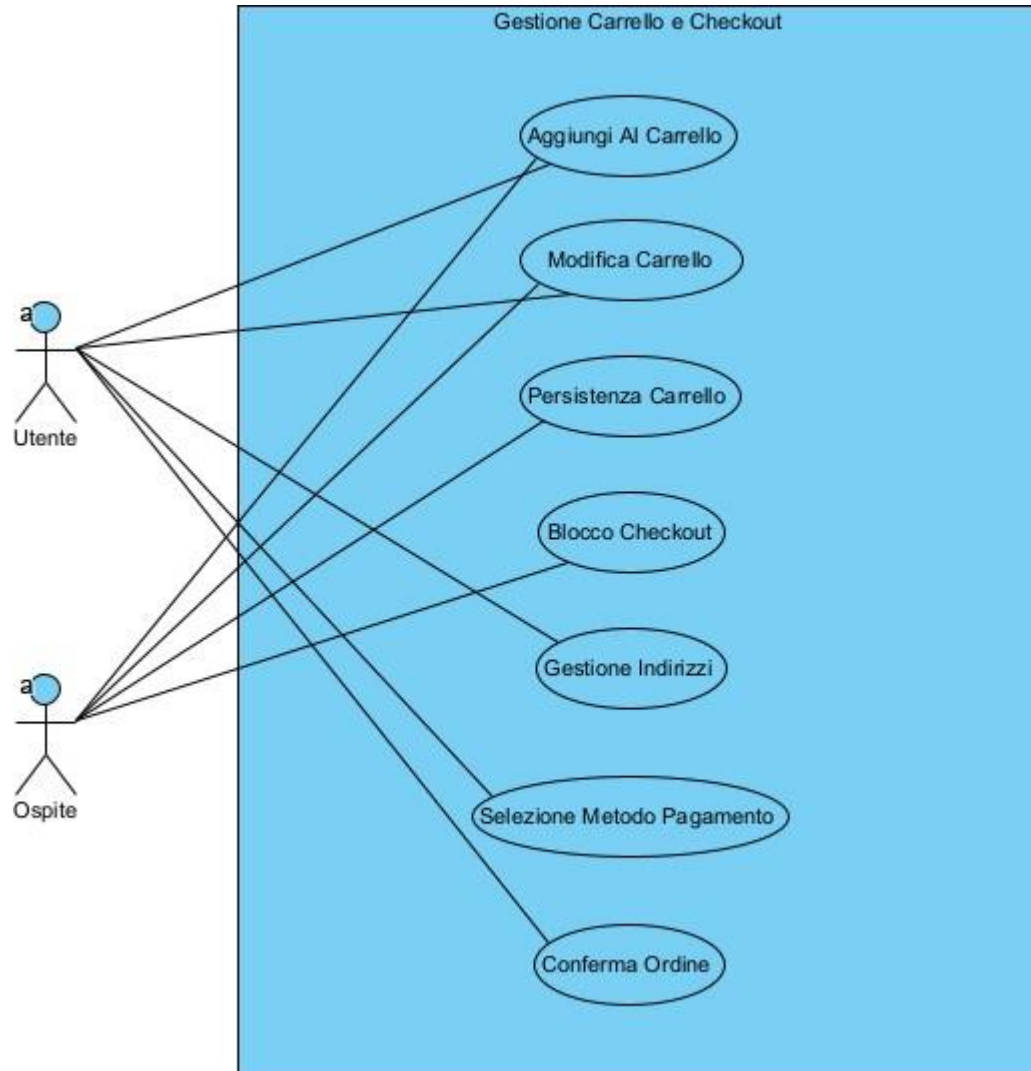 Gestione Carrello e Checkout
Aggiungi Al Carrello
Modifica Carrello
a
Utente
Persistenza Carrello
Blocco Checkout
Gestione Indirizzi
a
Ospite
Selezione Metodo Pagamento
Conferma Ordine